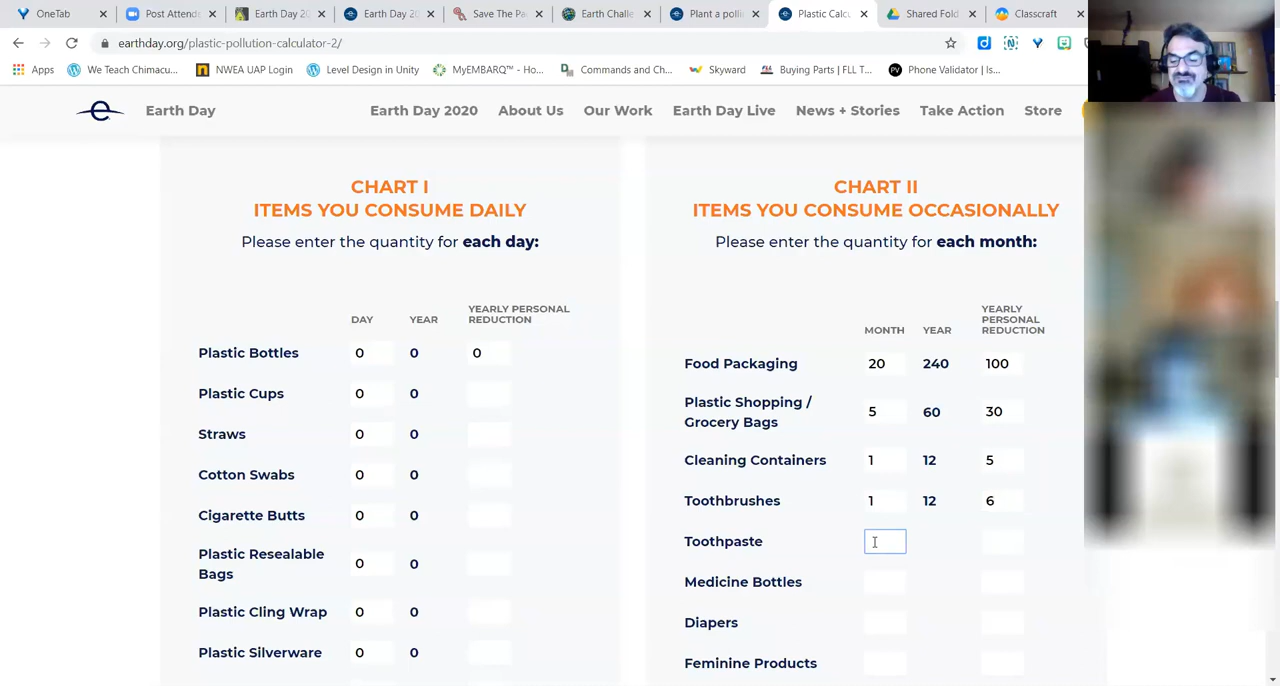 OneTab
Post Attende
Earth Day 20
Earth Day 20
Save The Pa
Earth Challe
Plant a polli
Plastic Calcu
Shared Fold
Classcraft
earthday.org/plastic-pollution-calculator-2/
Apps
We Teach Chimacu...
NWEA UAP Login
Level Design in Unity
MyEMBARQ™ - Ho...
Commands and Ch...
Skyward
Buying Parts | FLL T...
Phone Validator | Is...
Earth Day
Earth Day 2020
About Us
Our Work
Earth Day Live
News + Stories
Take Action
Store
CHART I
ITEMS YOU CONSUME DAILY
Please enter the quantity for each day:
DAY YEAR YEARLY PERSONAL
REDUCTION
Plastic Bottles 0 0 0
Plastic Cups 0 0
Straws 0 0
Cotton Swabs 0 0
Cigarette Butts 0 0
Plastic Resealable
Bags 0 0
Plastic Cling Wrap 0 0
Plastic Silverware 0 0
CHART II
ITEMS YOU CONSUME OCCASIONALLY
Please enter the quantity for each month:
MONTH YEAR YEARLY
PERSONAL
REDUCTION
Food Packaging 20 240 100
Plastic Shopping /
Grocery Bags 5 60 30
Cleaning Containers 1 12 5
Toothbrushes 1 12 6
Toothpaste
Medicine Bottles
Diapers
Feminine Products